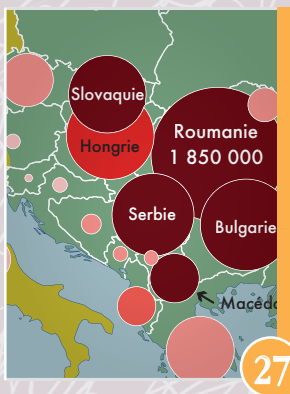 Slovaquie
Hongrie
Roumanie
1 850 000
Serbie
Bulgarie
Macédo
27